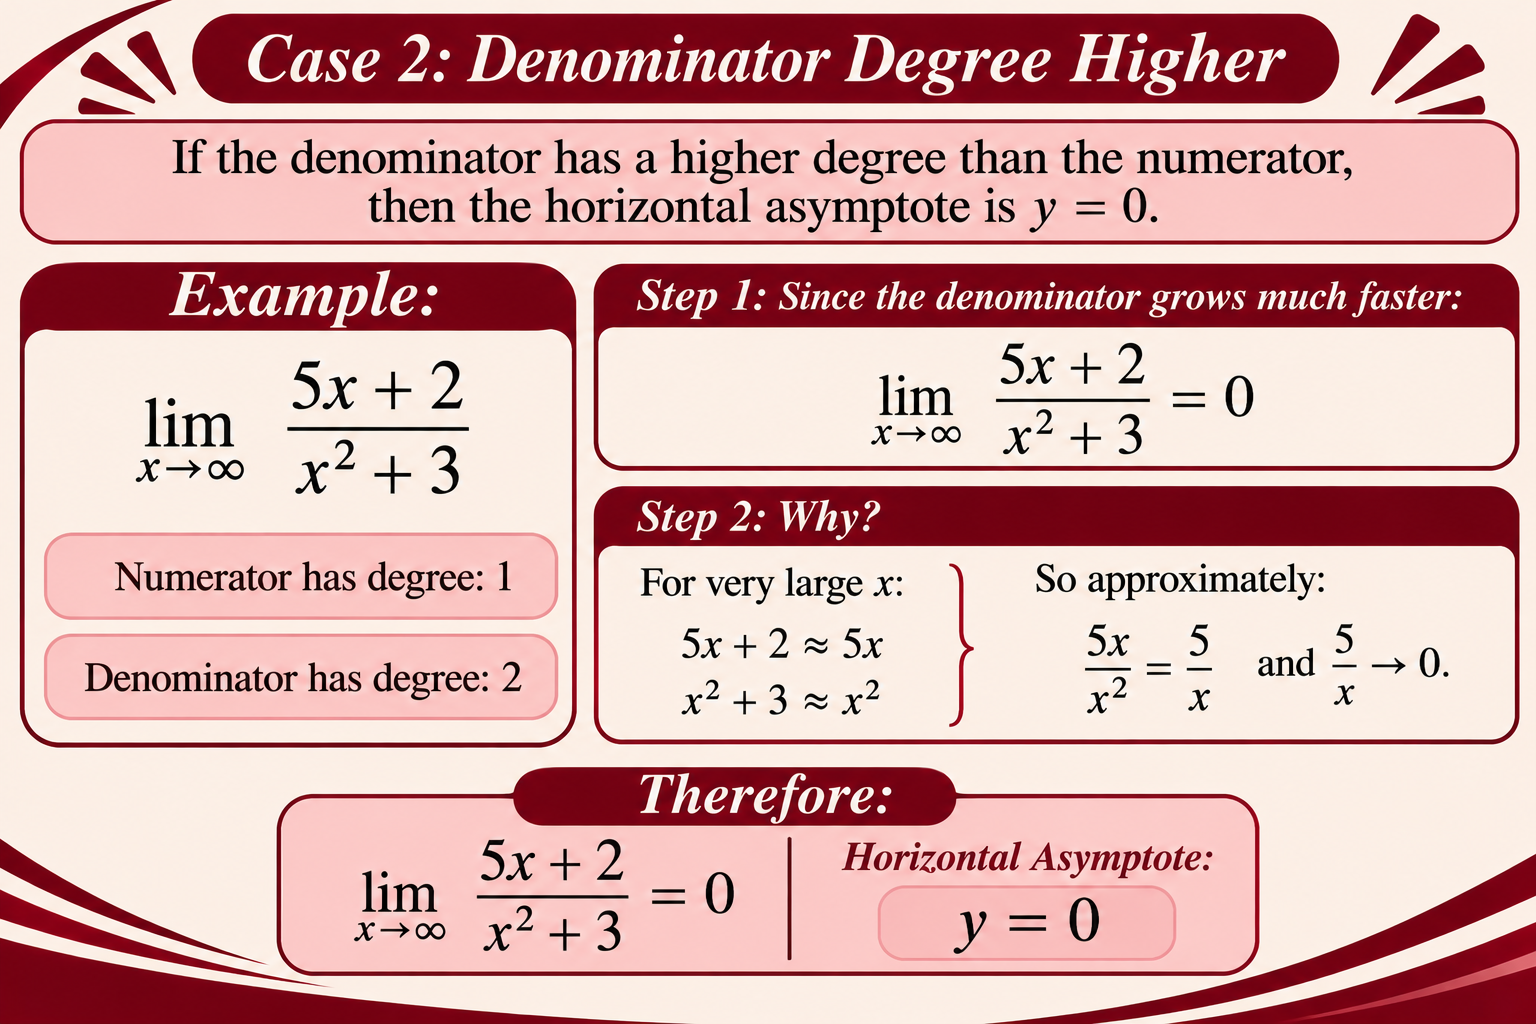 Case 2: Denominator Degree Higher
If the denominator has a higher degree than the numerator,
then the horizontal asymptote is y = 0.
Example:
lim x→∞ (5x + 2)/(x² + 3)
Numerator has degree: 1
Denominator has degree: 2
Step 1: Since the denominator grows much faster:
lim x→∞ (5x + 2)/(x² + 3) = 0
Step 2: Why?
For very large x:
5x + 2 ≈ 5x
x² + 3 ≈ x²
So approximately:
5x/x² = 5/x and 5/x → 0.
Therefore:
lim x→∞ (5x + 2)/(x² + 3) = 0
Horizontal Asymptote:
y = 0